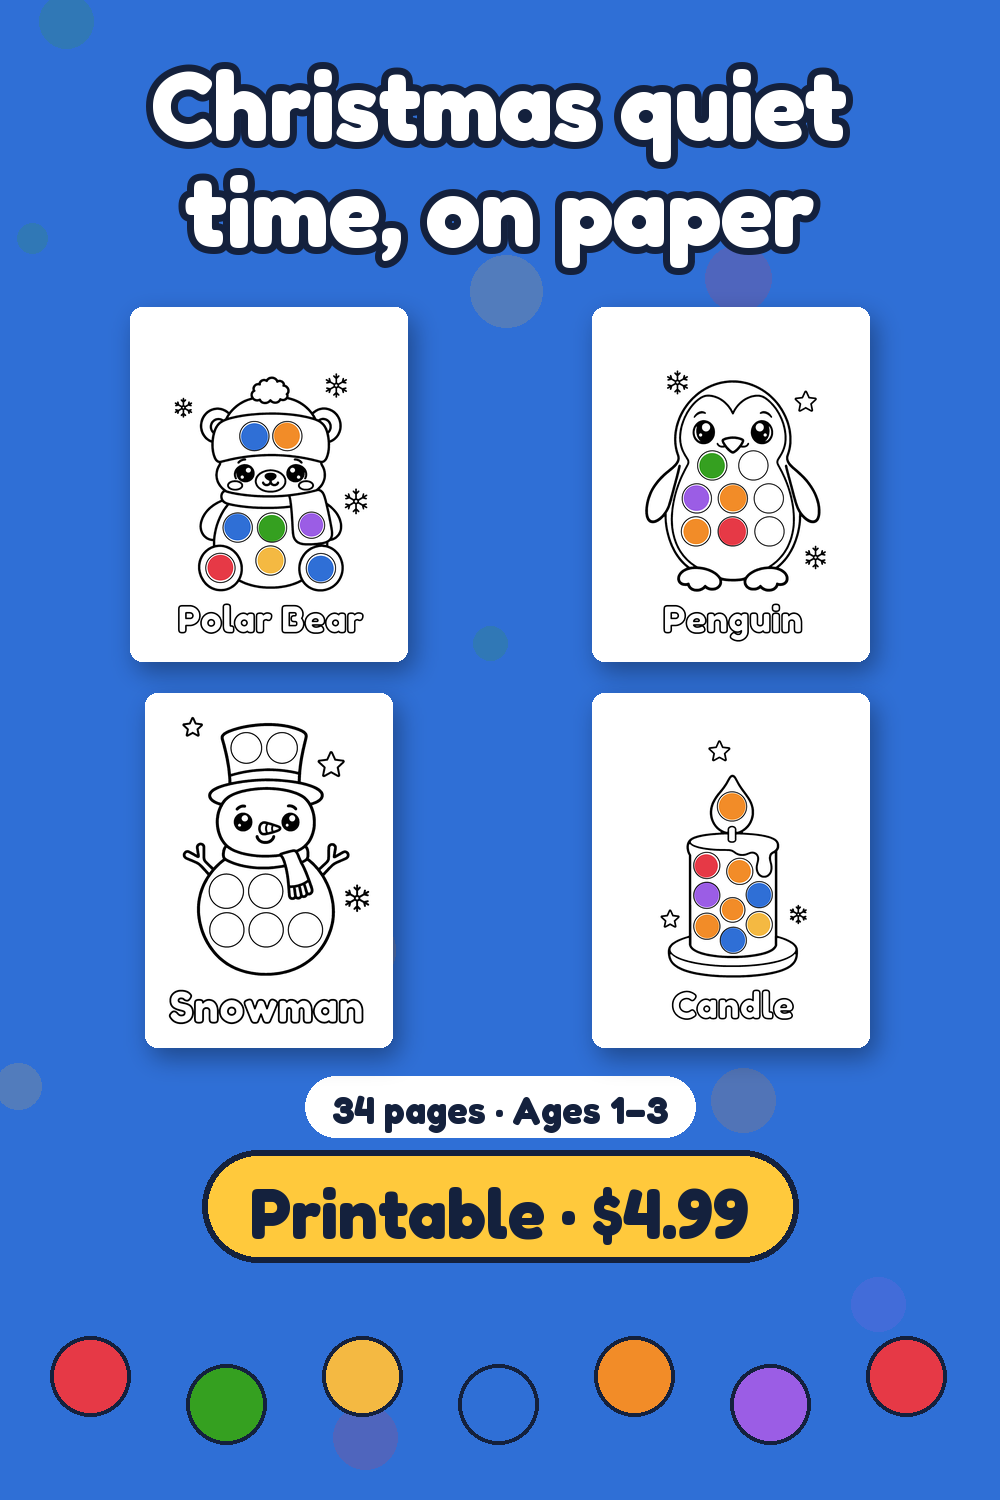 Christmas quiet
time, on paper
Polar Bear
Penguin
Snowman
Candle
34 pages · Ages 1–3
Printable · $4.99